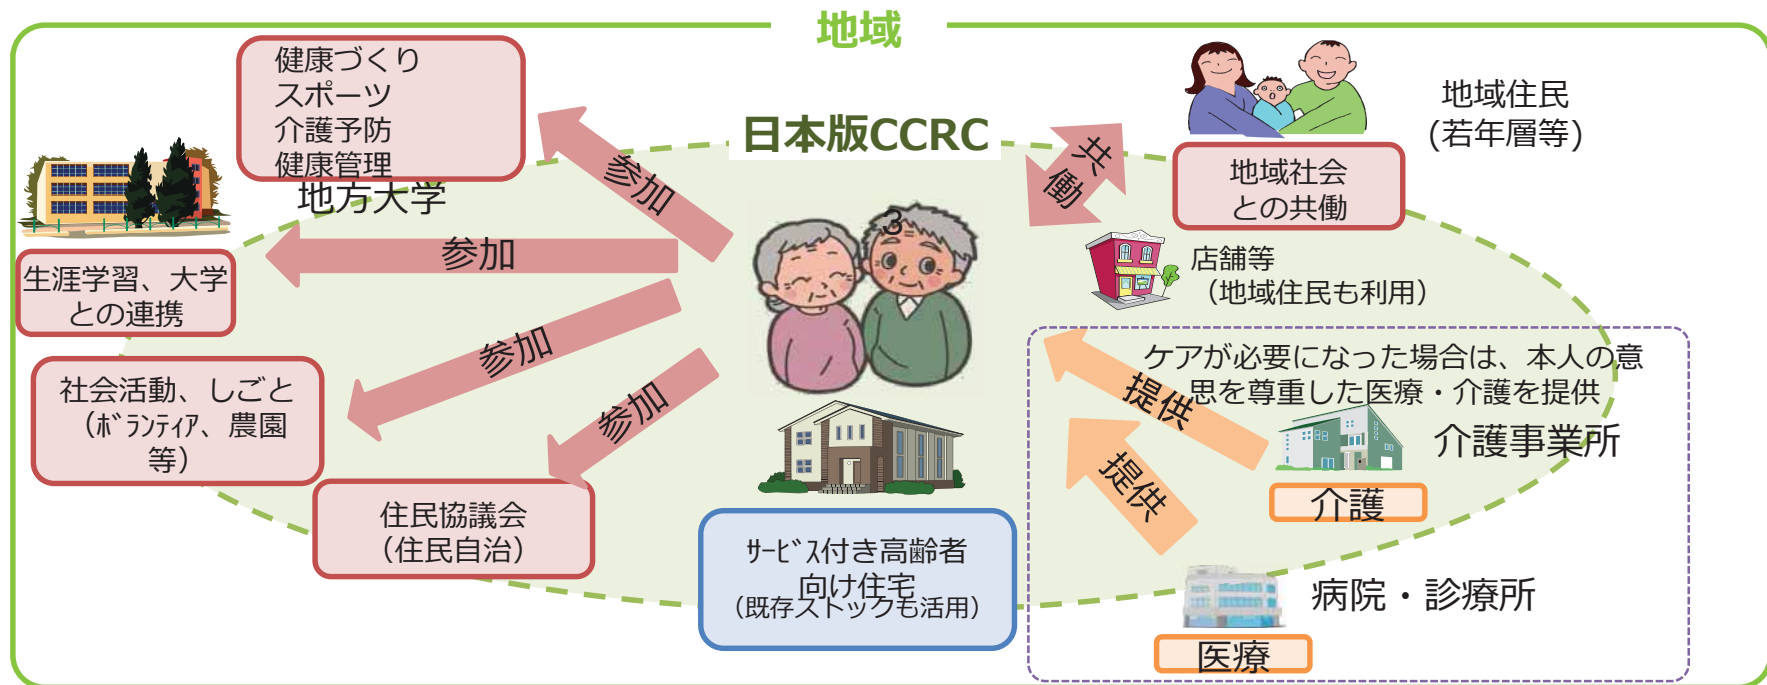 地域
健康づくり
スポーツ
介護予防
健康管理
地方大学
生涯学習、大学
との連携
社会活動、しごと
（ﾎﾞﾗﾝﾃｨｱ、農園
等）
住民協議会
（住民自治）
参加
参加
参加
参加
日本版CCRC
3
サービス付き高齢者
向け住宅
（既存ストックも活用）
共働
地域住民
(若年層等)
地域社会
との共働
店舗等
（地域住民も利用）
ケアが必要になった場合は、本人の意
思を尊重した医療・介護を提供
提供
提供
介護事業所
介護
病院・診療所
医療